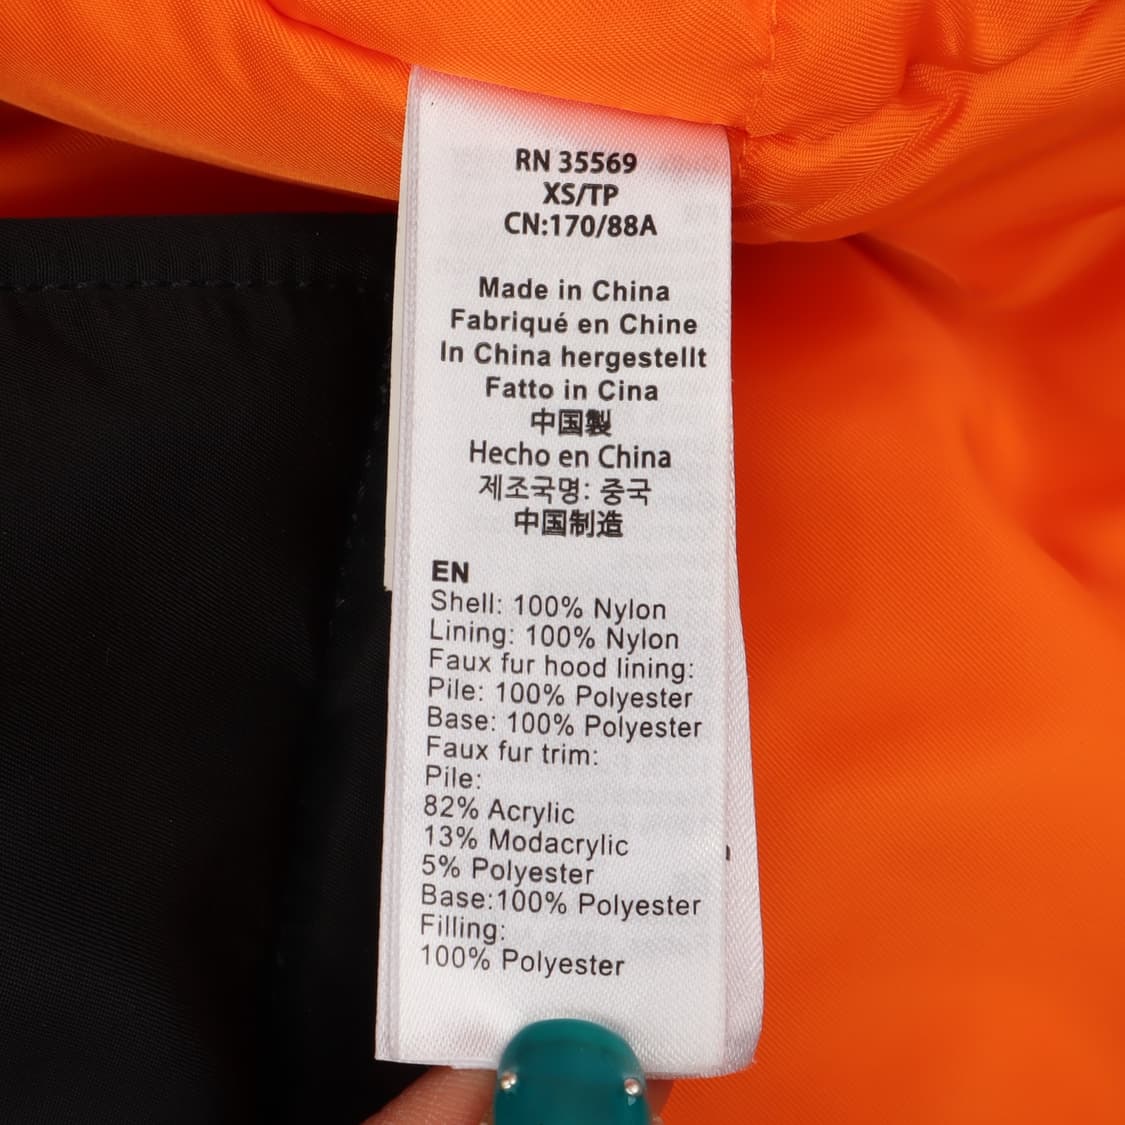 RN 35569
XS/TP
CN:170/88A
Made in China
Fabriqué en Chine
In China hergestellt
Fatto in Cina
中国製
Hecho en China
제조국명: 중국
中国制造
EN
Shell: 100% Nylon
Lining: 100% Nylon
Faux fur hood lining:
Pile: 100% Polyester
Base: 100% Polyester
Faux fur trim:
Pile:
82% Acrylic
13% Modacrylic
5% Polyester
Base:100% Polyester
Filling:
100% Polyester